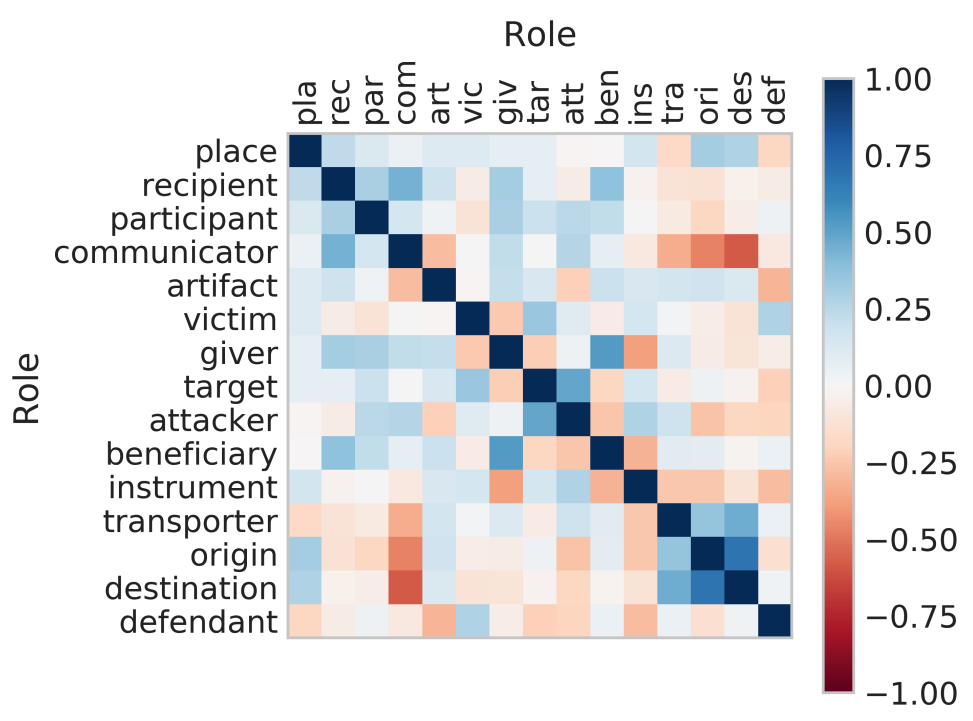 Role
pla rec par com art vic giv tar att ben ins tra ori des def
Role
place
recipient
participant
communicator
artifact
victim
giver
target
attacker
beneficiary
instrument
transporter
origin
destination
defendant
1.00
0.75
0.50
0.25
0.00
−0.25
−0.50
−0.75
−1.00